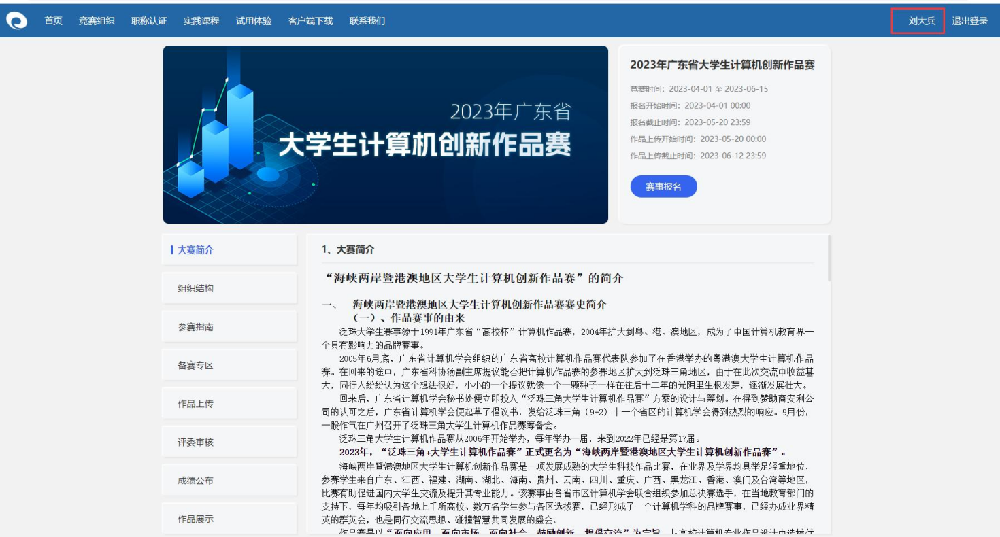 首页 竞赛组织 职称认证 实践课程 试用体验 客户端下载 联系我们 刘大兵 退出登录
2023年广东省
大学生计算机创新作品赛
2023年广东省大学生计算机创新作品赛
竞赛时间：2023-04-01 至 2023-06-15
报名开始时间：2023-04-01 00:00
报名截止时间：2023-05-20 23:59
作品上传开始时间：2023-05-20 00:00
作品上传截止时间：2023-06-12 23:59
赛事报名
大赛简介
组织结构
参赛指南
备赛专区
作品上传
评委审核
成绩公布
作品展示
1、大赛简介
“海峡两岸暨港澳地区大学生计算机创新作品赛”的简介
一、 海峡两岸暨港澳地区大学生计算机创新作品赛赛史简介
（一）、作品赛事的由来
泛珠大学生赛事源于1991年广东省“高校杯”计算机作品赛，2004年扩大到粤、港、澳地区，成为了中国计算机教育界一
个具有影响力的品牌赛事。
2005年6月底，广东省计算机学会组织的广东省高校计算机作品赛代表队参加了在香港举办的粤港澳大学生计算机作品
赛。在回来的途中，广东省科协汤副主席提议能否把计算机作品赛的参赛地区扩大到泛珠三角地区，由于在此次交流中收益甚
大，同行人纷纷认为这个想法很好，小小的一个提议就像一个一颗种子一样在往后十二年的光阴里生根发芽，逐渐发展壮大。
回来后，广东省计算机学会秘书处便立即投入“泛珠三角大学生计算机作品赛”方案的设计与筹划。在得到赞助商安利公
司的认可之后，广东省计算机学会便起草了倡议书，发给泛珠三角（9+2）十一个省区的计算机学会得到热烈的响应。9月份，
一股作气在广州召开了泛珠三角大学生计算机作品赛筹备会。
泛珠三角大学生计算机作品赛从2006年开始举办，每年举办一届，来到2022年已经是第17届。
2023年，“泛珠三角+大学生计算机作品赛”正式更名为“海峡两岸暨港澳地区大学生计算机创新作品赛”。
海峡两岸暨港澳地区大学生计算机创新作品赛是一项发展成熟的大学生科技作品比赛，在业界及学界均具举足轻重地位，
参赛学生来自广东、江西、福建、湖南、湖北、海南、贵州、云南、四川、重庆、广西、黑龙江、香港、澳门及台湾等地区，
比赛有助促进国内大学生交流及提升其专业能力。该赛事由各省市区计算机学会联合组织参加总决赛选手，在当地教育部门的
支持下，每年均吸引各地上千所高校、数万名学生参与各区选拔赛，已经形成了一个计算机学科的品牌赛事，已经办成业界精
英的群英会，也是同行交流思想、碰撞智慧共同发展的盛会。
作品赛是以“面向应用、面向市场、面向社会、鼓励创新、提倡交流”为宗旨，从高校计算机专业作品设计中选拔优